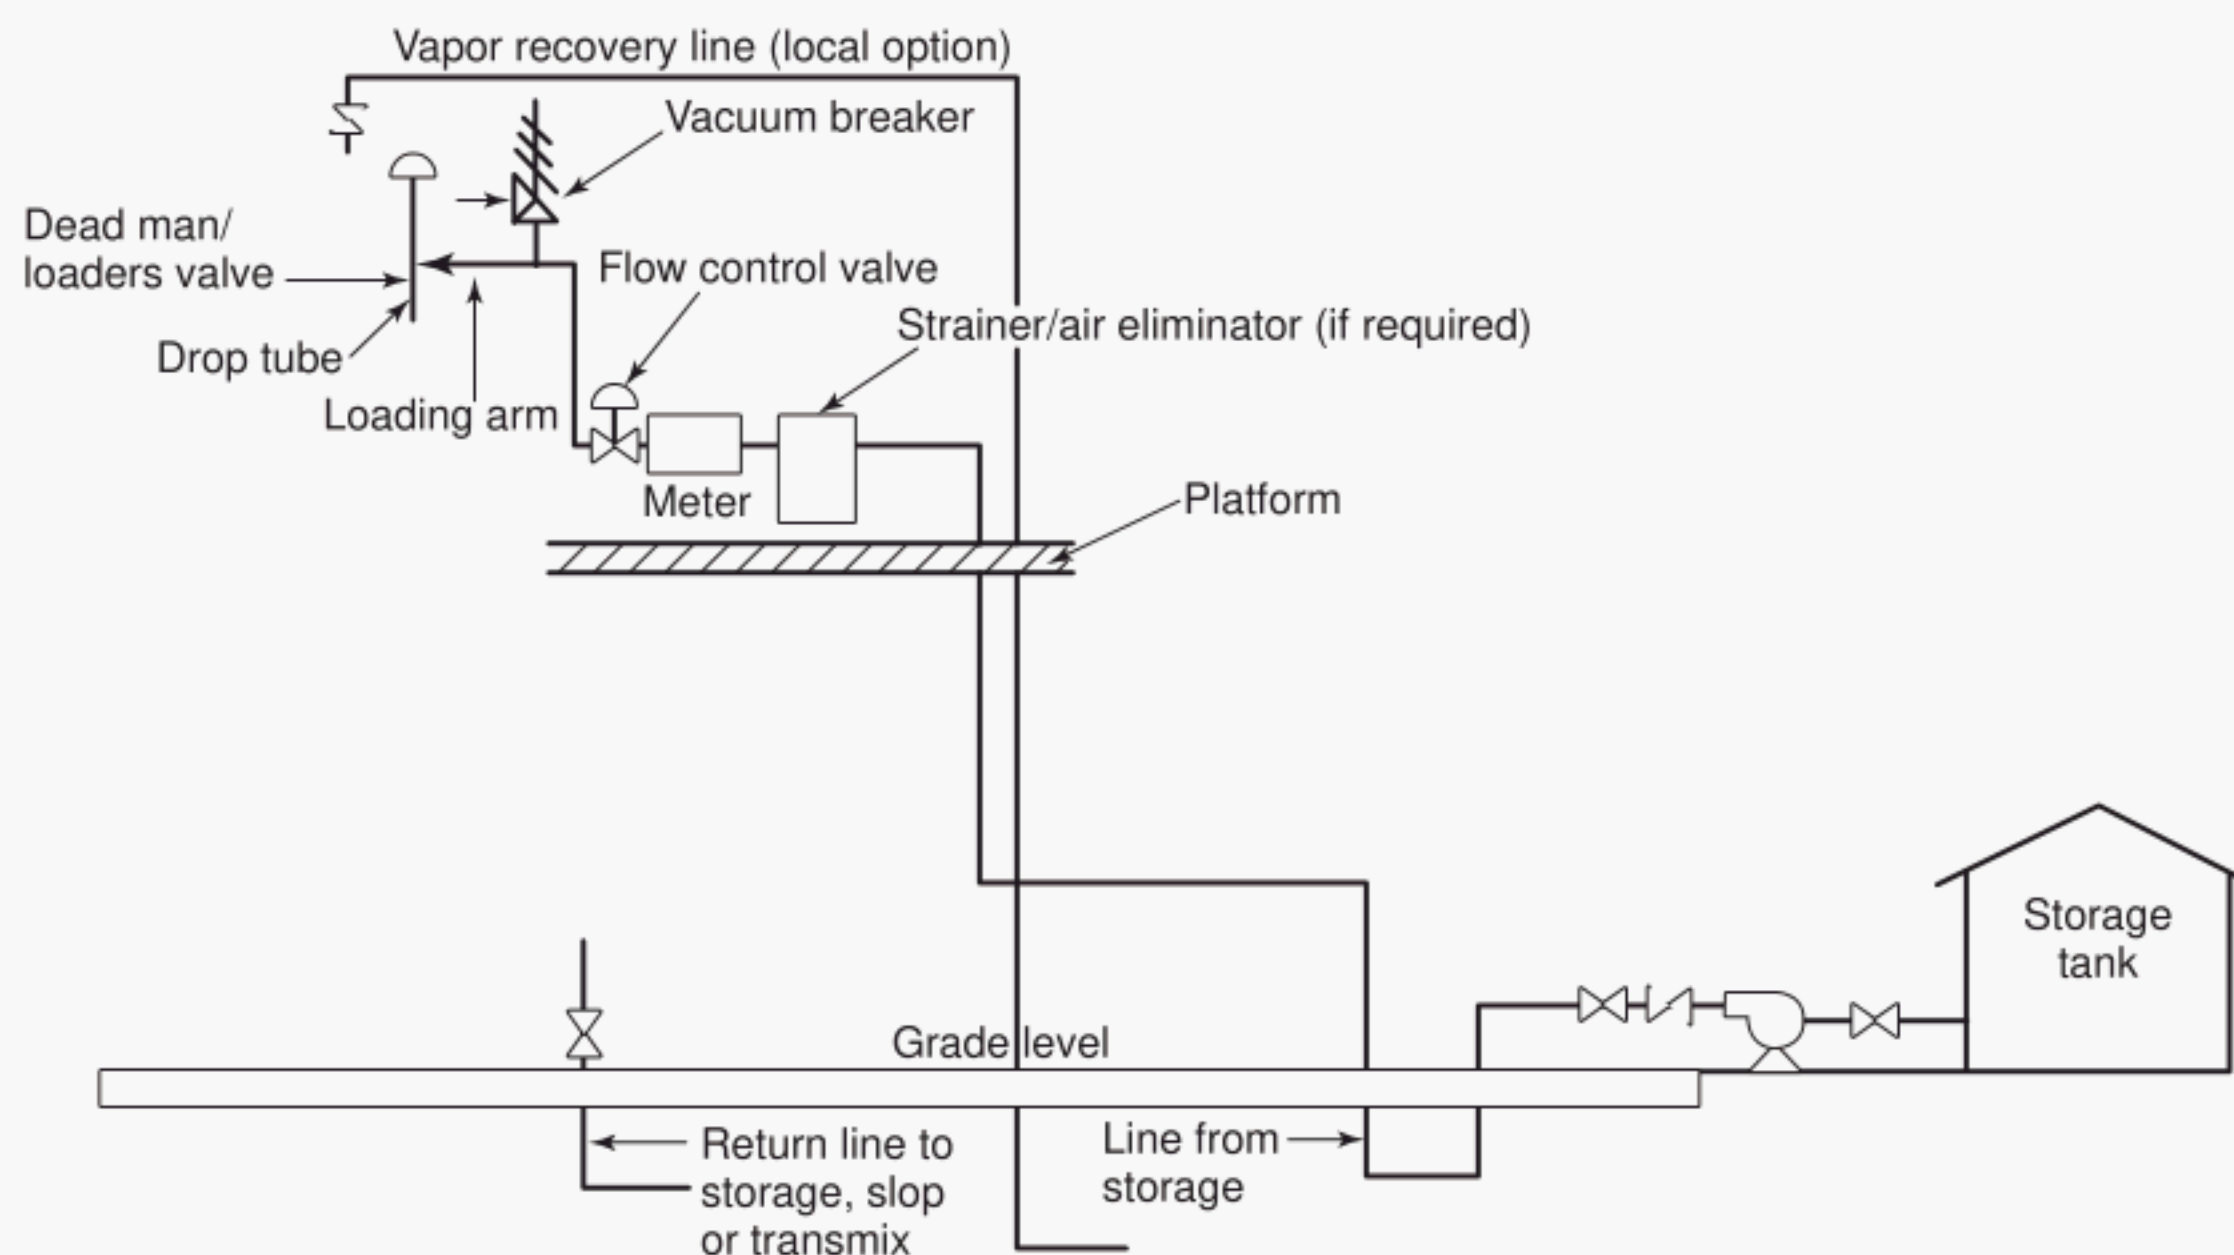 Vapor recovery line (local option)
Vacuum breaker
Dead man/
loaders valve
Flow control valve
Strainer/air eliminator (if required)
Drop tube
Loading arm
Meter
Platform
Storage
tank
Grade level
Return line to
storage, slop
or transmix
Line from
storage